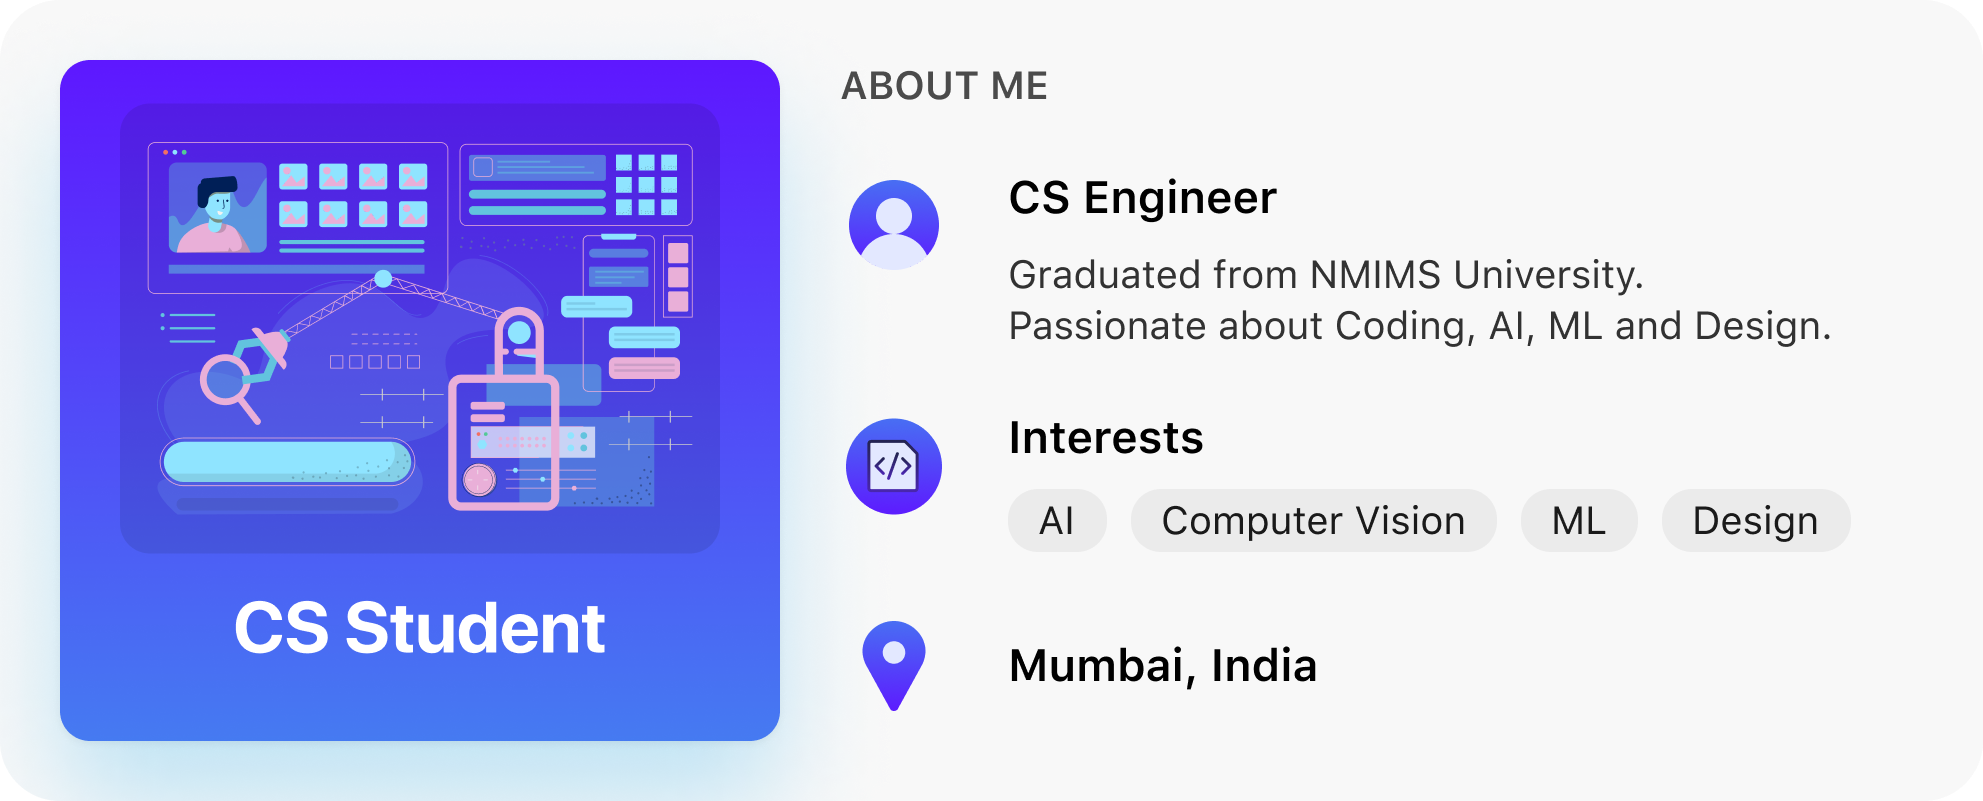 CS Student
ABOUT ME
CS Engineer
Graduated from NMIMS University.
Passionate about Coding, AI, ML and Design.
Interests
AI Computer Vision ML Design
Mumbai, India